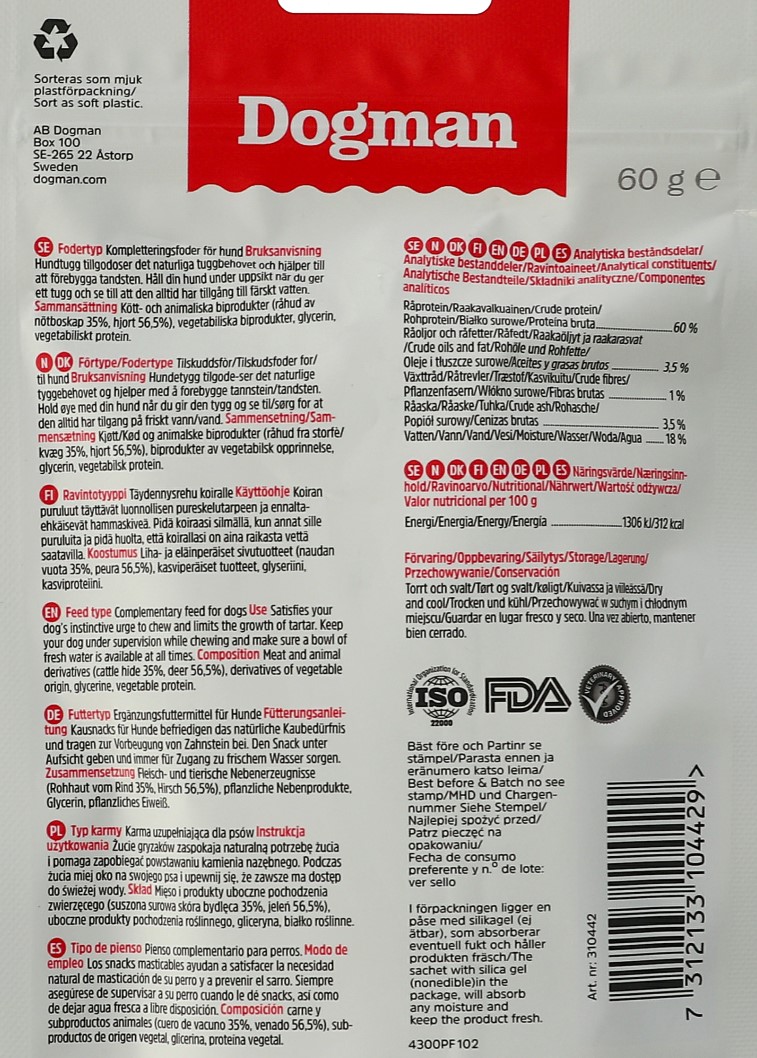 Sorteras som mjuk
plastförpackning/
Sort as soft plastic.
AB Dogman
Box 100
SE-265 22 Åstorp
Sweden
dogman.com
Dogman
60 g e
SE Fodertyp Kompletteringsfoder för hund Bruksanvisning
Hundtugg tillgodoser det naturliga tuggbehovet och hjälper till
att förebygga tandsten. Håll din hund under uppsikt när du ger
ett tugg och se till att den alltid har tillgång till färskt vatten.
Sammansättning Kött- och animaliska biprodukter (råhud av
nötboskap 35%, hjort 56,5%), vegetabiliska biprodukter, glycerin,
vegetabiliskt protein.
N DK Fôrtype/Fodertype Tilskuddsfôr/Tilskudsfoder for/
til hund Bruksanvisning Hundetygg tilgode-ser det naturlige
tyggebehovet og hjelper med å forebygge tannstein/tandsten.
Hold øye med din hund når du gir den tygg og se til/sørg for at
den alltid har tilgang på friskt vann/vand. Sammensetning/Sam-
mensætning Kjøtt/Kød og animalske biprodukter (råhud fra storfè/
kvæg 35%, hjort 56,5%), biprodukter av vegetabilsk opprinnelse,
glycerin, vegetabilsk protein.
FI Ravintotyyppi Täydennysrehu koiralle Käyttöohje Koiran
puruluut täyttävät luonnollisen pureskelutarpeen ja ennalta-
ehkäisevät hammaskiveä. Pidä koiraasi silmällä, kun annat sille
puruluita ja pidä huolta, että koirallasi on aina raikasta vettä
saatavilla. Koostumus Liha- ja eläinperäiset sivutuotteet (naudan
vuota 35%, peura 56,5%), kasviperäiset tuotteet, glyseriini,
kasviproteiini.
EN Feed type Complementary feed for dogs Use Satisfies your
dog's instinctive urge to chew and limits the growth of tartar. Keep
your dog under supervision while chewing and make sure a bowl of
fresh water is available at all times. Composition Meat and animal
derivatives (cattle hide 35%, deer 56,5%), derivatives of vegetable
origin, glycerine, vegetable protein.
DE Futtertyp Ergänzungsfuttermittel für Hunde Fütterungsanlei-
tung Kausnacks für Hunde befriedigen das natürliche Kaubedürfnis
und tragen zur Vorbeugung von Zahnstein bei. Den Snack unter
Aufsicht geben und immer für Zugang zu frischem Wasser sorgen.
Zusammensetzung Fleisch- und tierische Nebenerzeugnisse
(Rohhaut vom Rind 35%, Hirsch 56,5%), pflanzliche Nebenprodukte,
Glycerin, pflanzliches Eiweiß.
PL Typ karmy Karma uzupełniająca dla psów Instrukcja
użytkowania Żucie gryzaków zaspokaja naturalną potrzebę żucia
i pomaga zapobiegać powstawaniu kamienia nazębnego. Podczas
żucia miej oko na swojego psa i upewnij się, że zawsze ma dostęp
do świeżej wody. Skład Mięso i produkty uboczne pochodzenia
zwierzęcego (suszona surowa skóra bydlęca 35%, jeleń 56,5%),
uboczne produkty pochodzenia roślinnego, gliceryna, białko roślinne.
ES Tipo de pienso Pienso complementario para perros. Modo de
empleo Los snacks masticables ayudan a satisfacer la necesidad
natural de masticación de su perro y a prevenir el sarro. Siempre
asegúrese de supervisar a su perro cuando le dé snacks, así como
de dejar agua fresca a libre disposición. Composición carne y
subproductos animales (cuero de vacuno 35%, venado 56,5%), sub-
productos de origen vegetal, glicerina, proteína vegetal.
SE N DK FI EN DE PL ES Analytiska beståndsdelar/
Analytiske bestanddeler/Ravintoaineet/Analytical constituents/
Analytische Bestandteile/Składniki analityczne/Componentes
analíticos
Råprotein/Raakavalkuainen/Crude protein/
Rohprotein/Białko surowe/Proteína bruta 60 %
Råoljor och råfetter/Råfedt/Raakaöljyt ja raakarasvat
/Crude oils and fat/Rohöle und Rohfette/
Oleje i tłuszcze surowe/Aceites y grasas brutos 3,5 %
Växttråd/Råtrevler/Træstof/Kasvikuitu/Crude fibres/
Pflanzenfasern/Włókno surowe/Fibras brutas 1 %
Råaska/Råaske/Tuhka/Crude ash/Rohasche/
Popiół surowy/Cenizas brutas 3,5 %
Vatten/Vann/Vand/Vesi/Moisture/Wasser/Woda/Agua 18 %
SE N DK FI EN DE PL ES Näringsvärde/Næringsinn-
hold/Ravinoarvo/Nutritional/Nährwert/Wartość odżywcza/
Valor nutricional per 100 g
Energi/Energia/Energy/Energía 1306 kJ/312 kcal
Förvaring/Oppbevaring/Säilytys/Storage/Lagerung/
Przechowywanie/Conservación
Torrt och svalt/Tørt og svalt/køligt/Kuivassa ja viileässä/Dry
and cool/Trocken und kühl/Przechowywać w suchym i chłodnym
miejscu/Guardar en lugar fresco y seco. Una vez abierto, mantener
bien cerrado.
International Organization for Standardization
ISO
22000
FDA
VETERINARY APPROVED
Bäst före och Partinr se
stämpel/Parasta ennen ja
eränumero katso leima/
Best before & Batch no see
stamp/MHD und Chargen-
nummer Siehe Stempel/
Najlepiej spożyć przed/
Patrz pieczęć na
opakowaniu/
Fecha de consumo
preferente y n.º de lote:
ver sello
I förpackningen ligger en
påse med silikagel (ej
ätbar), som absorberar
eventuell fukt och håller
produkten fräsch/The
sachet with silica gel
(nonedible)in the
package, will absorb
any moisture and
keep the product fresh.
4300PF102
Art. nr: 310442
7 312133 104429 >